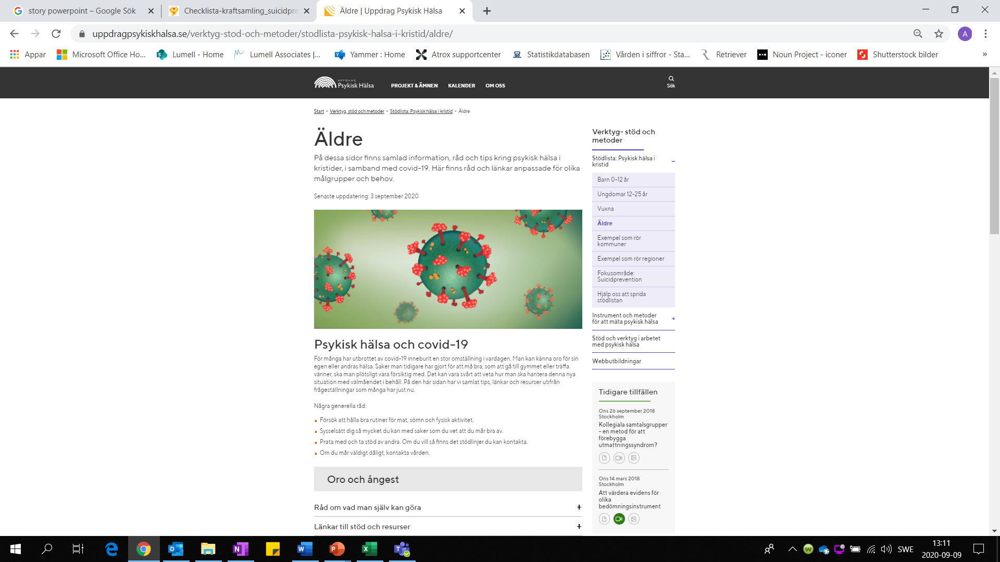 story powerpoint – Google Sök
Checklista-kraftsamling_suicidpre
Äldre | Uppdrag Psykisk Hälsa
uppdragpsykiskhalsa.se/verktyg-stod-och-metoder/stodlista-psykisk-halsa-i-kristid/aldre/
A
Appar
Microsoft Office Ho...
Lumell - Home
Lumell Associates |...
Yammer : Home
Atrox supportcenter
Statistikdatabasen
Vården i siffror - Sta...
Retriever
Noun Project - iconer
Shutterstock bilder
»
UPPDRAG
Psykisk Hälsa
PROJEKT & ÄMNEN
KALENDER
OM OSS
Sök
Start - Verktyg, stöd och metoder - Stödlista: Psykisk hälsa i kristid - Äldre
Äldre
På dessa sidor finns samlad information, råd och tips kring psykisk hälsa i
kristider, i samband med covid-19. Här finns råd och länkar anpassade för olika
målgrupper och behov.
Senaste uppdatering: 3 september 2020
Psykisk hälsa och covid-19
För många har utbrottet av covid-19 inneburit en stor omställning i vardagen. Man kan känna oro för sin
egen eller andras hälsa. Saker man tidigare har gjort för att må bra, som att gå till gymmet eller träffa
vänner, ska man plötsligt vara försiktig med. Det kan vara svårt att veta hur man ska hantera denna nya
situation med välmåendet i behåll. På den här sidan har vi samlat tips, länkar och resurser utifrån
frågeställningar som många har just nu.
Några generella råd:
Försök att hålla bra rutiner för mat, sömn och fysisk aktivitet.
Sysselsätt dig så mycket du kan med saker som du vet att du mår bra av.
Prata med och ta stöd av andra. Om du vill så finns det stödlinjer du kan kontakta.
Om du mår väldigt dåligt, kontakta vården.
Oro och ångest
Råd om vad man själv kan göra
+
Länkar till stöd och resurser
+
Verktyg- stöd och
metoder
Stödlista: Psykisk hälsa i
kristid
–
Barn 0-12 år
Ungdomar 12-25 år
Vuxna
Äldre
Exempel som rör
kommuner
Exempel som rör regioner
Fokusområde:
Suicidprevention
Hjälp oss att sprida
stödlistan
Instrument och metoder
för att mäta psykisk hälsa
+
Stöd och verktyg i arbetet
med psykisk hälsa
Webbutbildningar
Tidigare tillfällen
Ons 26 september 2018
Stockholm
Kollegiala samtalsgrupper
- en metod för att
förebygga
utmattningssyndrom?
Ons 14 mars 2018
Stockholm
Att värdera evidens för
olika
bedömningsinstrument
SWE
13:11
2020-09-09